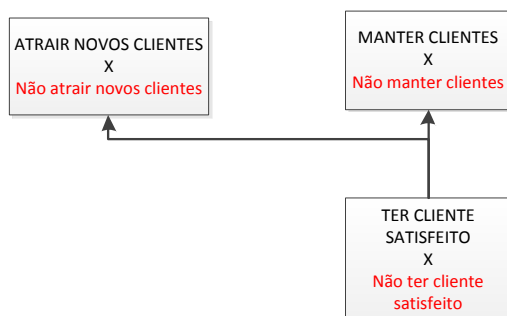 ATRAIR NOVOS CLIENTES
X
Não atrair novos clientes
MANTER CLIENTES
X
Não manter clientes
TER CLIENTE
SATISFEITO
X
Não ter cliente
satisfeito